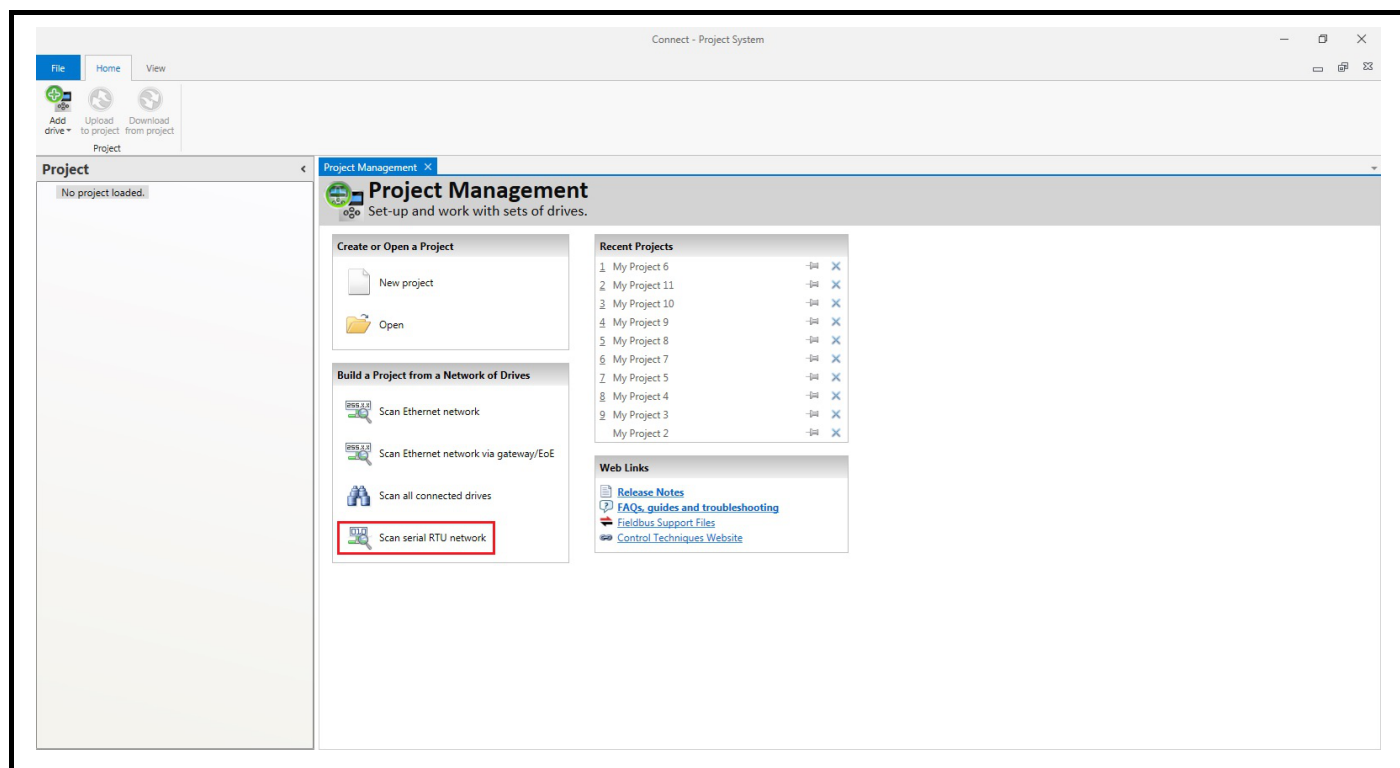 Connect - Project System
File Home View
Add drive
Upload to project
Download from project
Project
Project
No project loaded.
Project Management
Project Management
Set-up and work with sets of drives.
Create or Open a Project
New project
Open
Build a Project from a Network of Drives
Scan Ethernet network
Scan Ethernet network via gateway/EoE
Scan all connected drives
Scan serial RTU network
Recent Projects
1 My Project 6
2 My Project 11
3 My Project 10
4 My Project 9
5 My Project 8
6 My Project 7
7 My Project 5
8 My Project 4
9 My Project 3
My Project 2
Web Links
Release Notes
FAQs, guides and troubleshooting
Fieldbus Support Files
Control Techniques Website